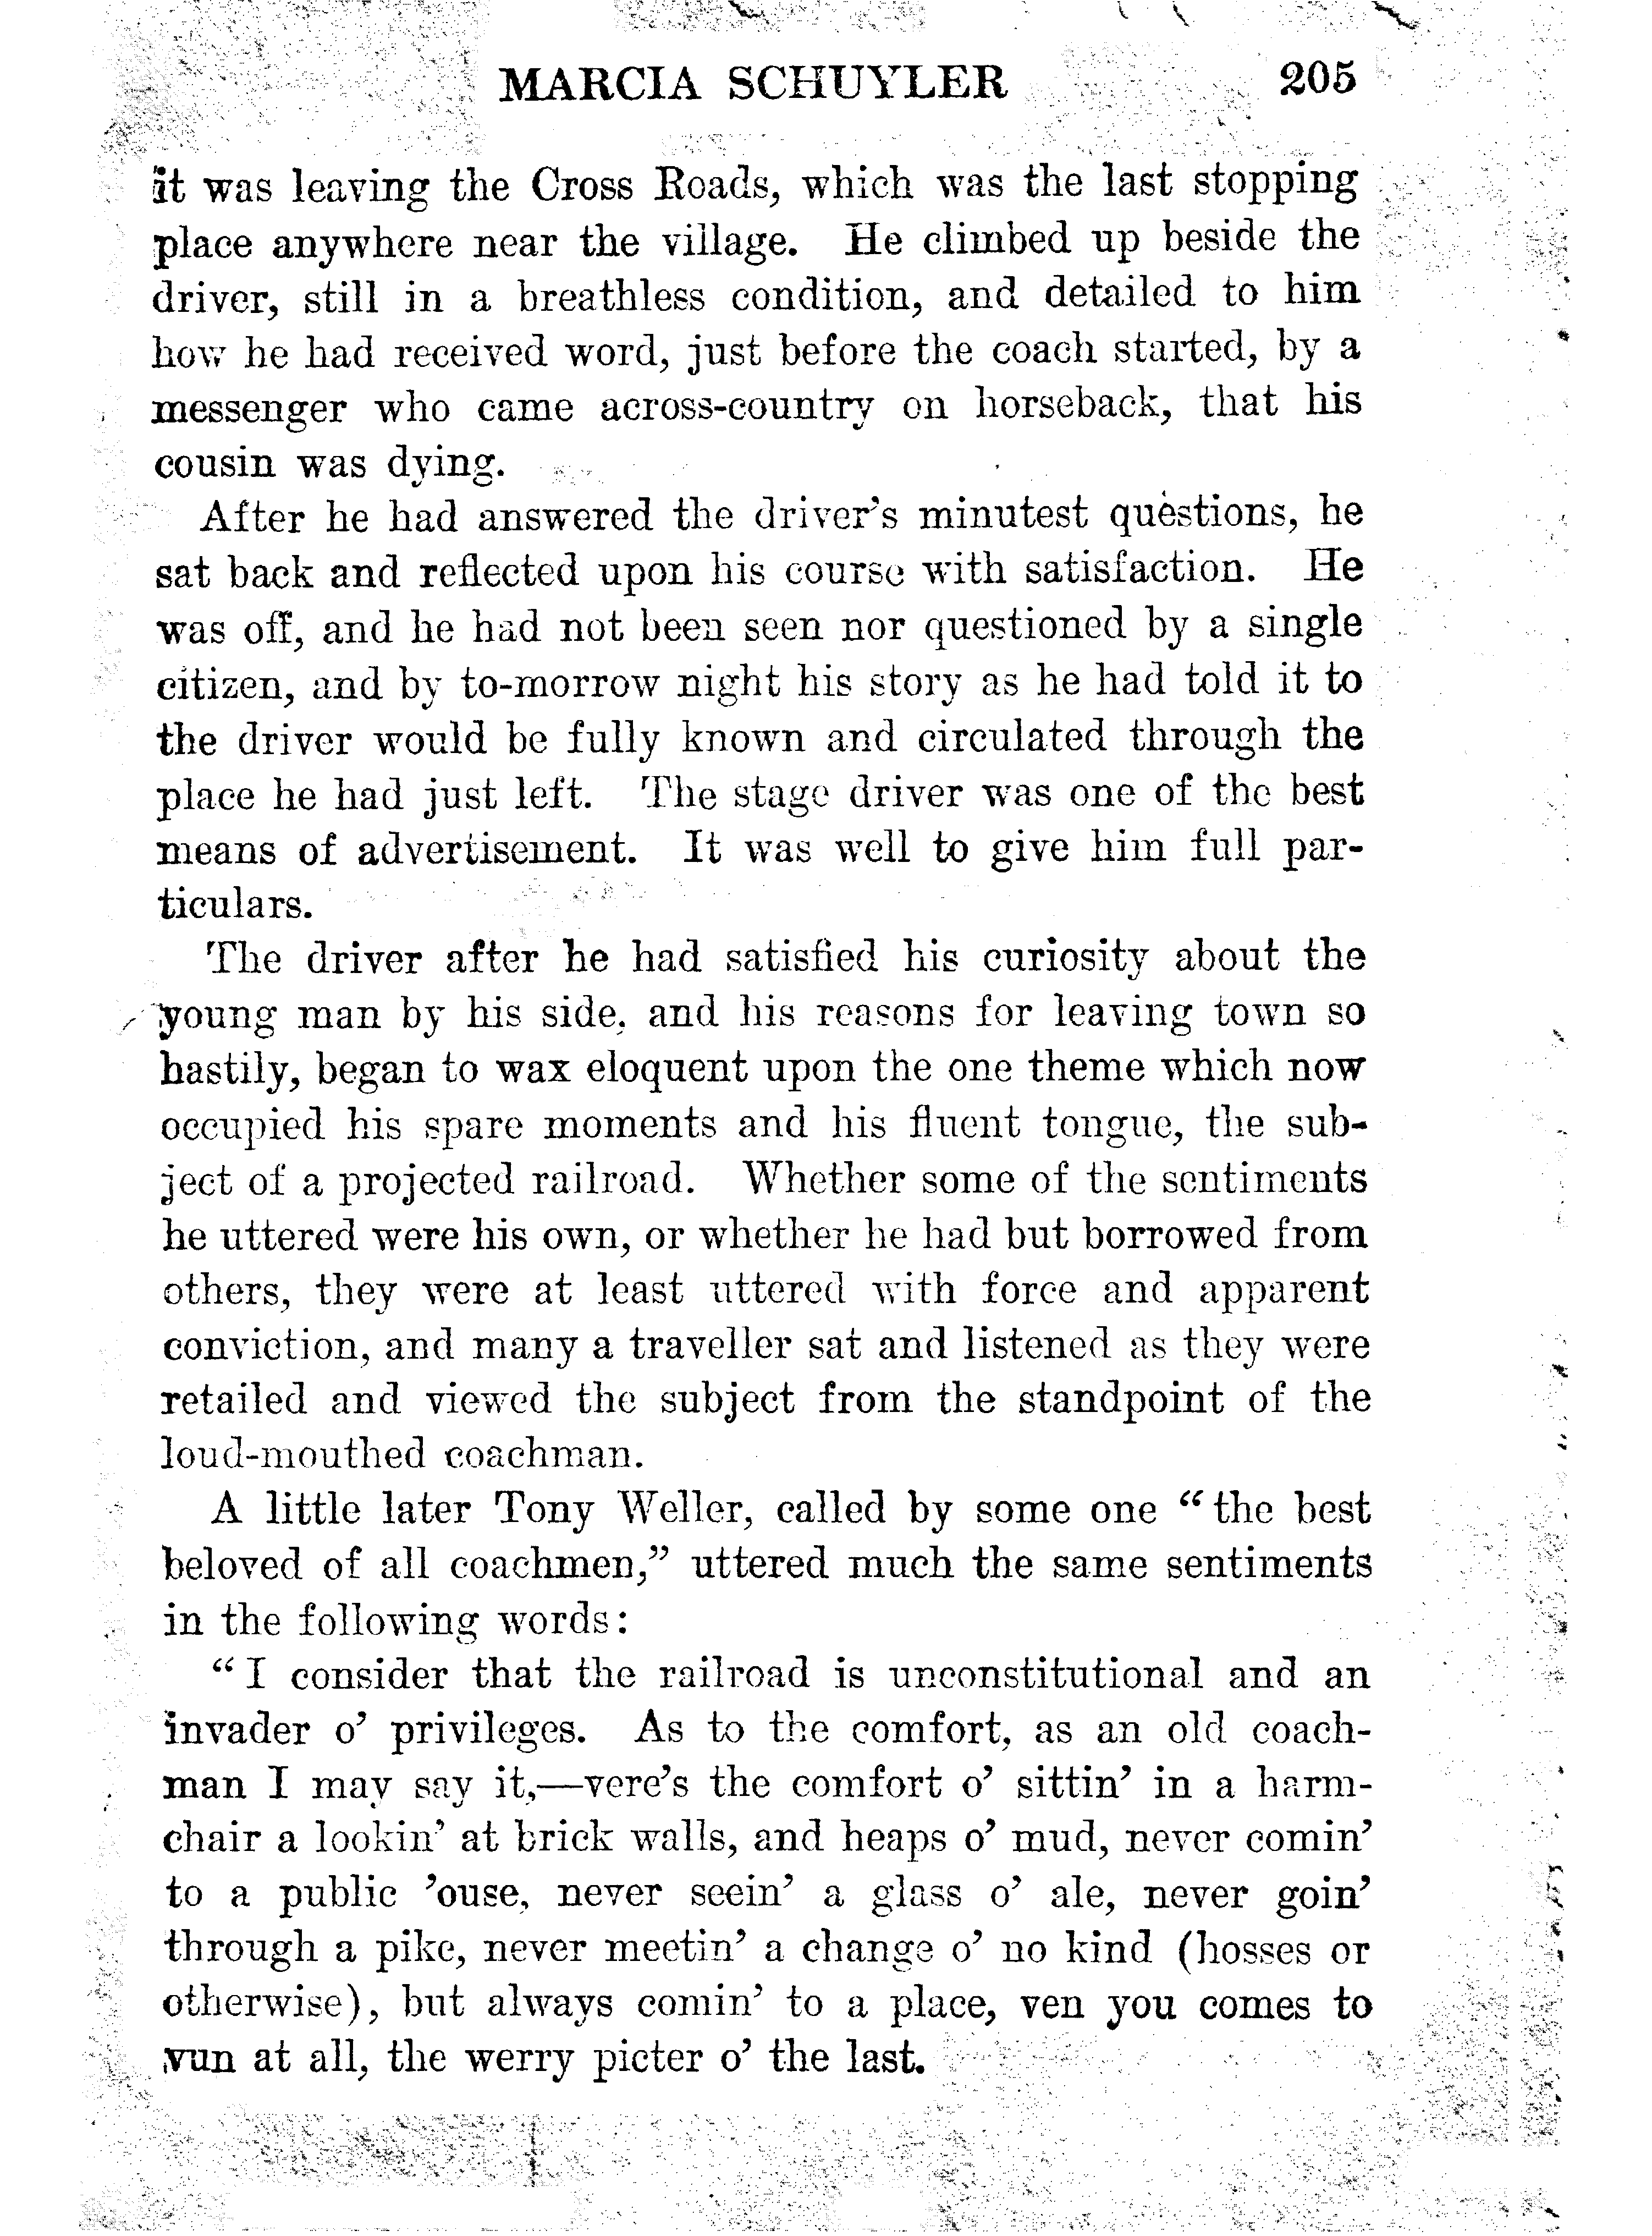 MARCIA SCHUYLER 205
it was leaving the Cross Roads, which was the last stopping
place anywhere near the village. He climbed up beside the
driver, still in a breathless condition, and detailed to him
how he had received word, just before the coach started, by a
messenger who came across-country on horseback, that his
cousin was dying.
After he had answered the driver's minutest questions, he
sat back and reflected upon his course with satisfaction. He
was off, and he had not been seen nor questioned by a single
citizen, and by to-morrow night his story as he had told it to
the driver would be fully known and circulated through the
place he had just left. The stage driver was one of the best
means of advertisement. It was well to give him full par-
ticulars.
The driver after he had satisfied his curiosity about the
young man by his side, and his reasons for leaving town so
hastily, began to wax eloquent upon the one theme which now
occupied his spare moments and his fluent tongue, the sub-
ject of a projected railroad. Whether some of the sentiments
he uttered were his own, or whether he had but borrowed from
others, they were at least uttered with force and apparent
conviction, and many a traveller sat and listened as they were
retailed and viewed the subject from the standpoint of the
loud-mouthed coachman.
A little later Tony Weller, called by some one “the best
beloved of all coachmen,” uttered much the same sentiments
in the following words:
“I consider that the railroad is unconstitutional and an
invader o’ privileges. As to the comfort, as an old coach-
man I may say it,—vere’s the comfort o’ sittin’ in a harm-
chair a lookin’ at brick walls, and heaps o’ mud, never comin’
to a public ’ouse, never seein’ a glass o’ ale, never goin’
through a pike, never meetin’ a change o’ no kind (hosses or
otherwise), but always comin’ to a place, ven you comes to
vun at all, the werry picter o’ the last.